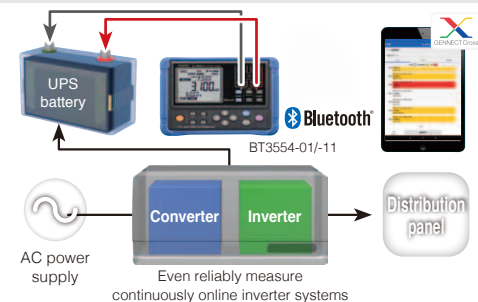 GENNECT Cross
UPS
battery
3.100
Bluetooth®
BT3554-01/-11
Converter
Inverter
Distribution
panel
AC power
supply
Even reliably measure
continuously online inverter systems